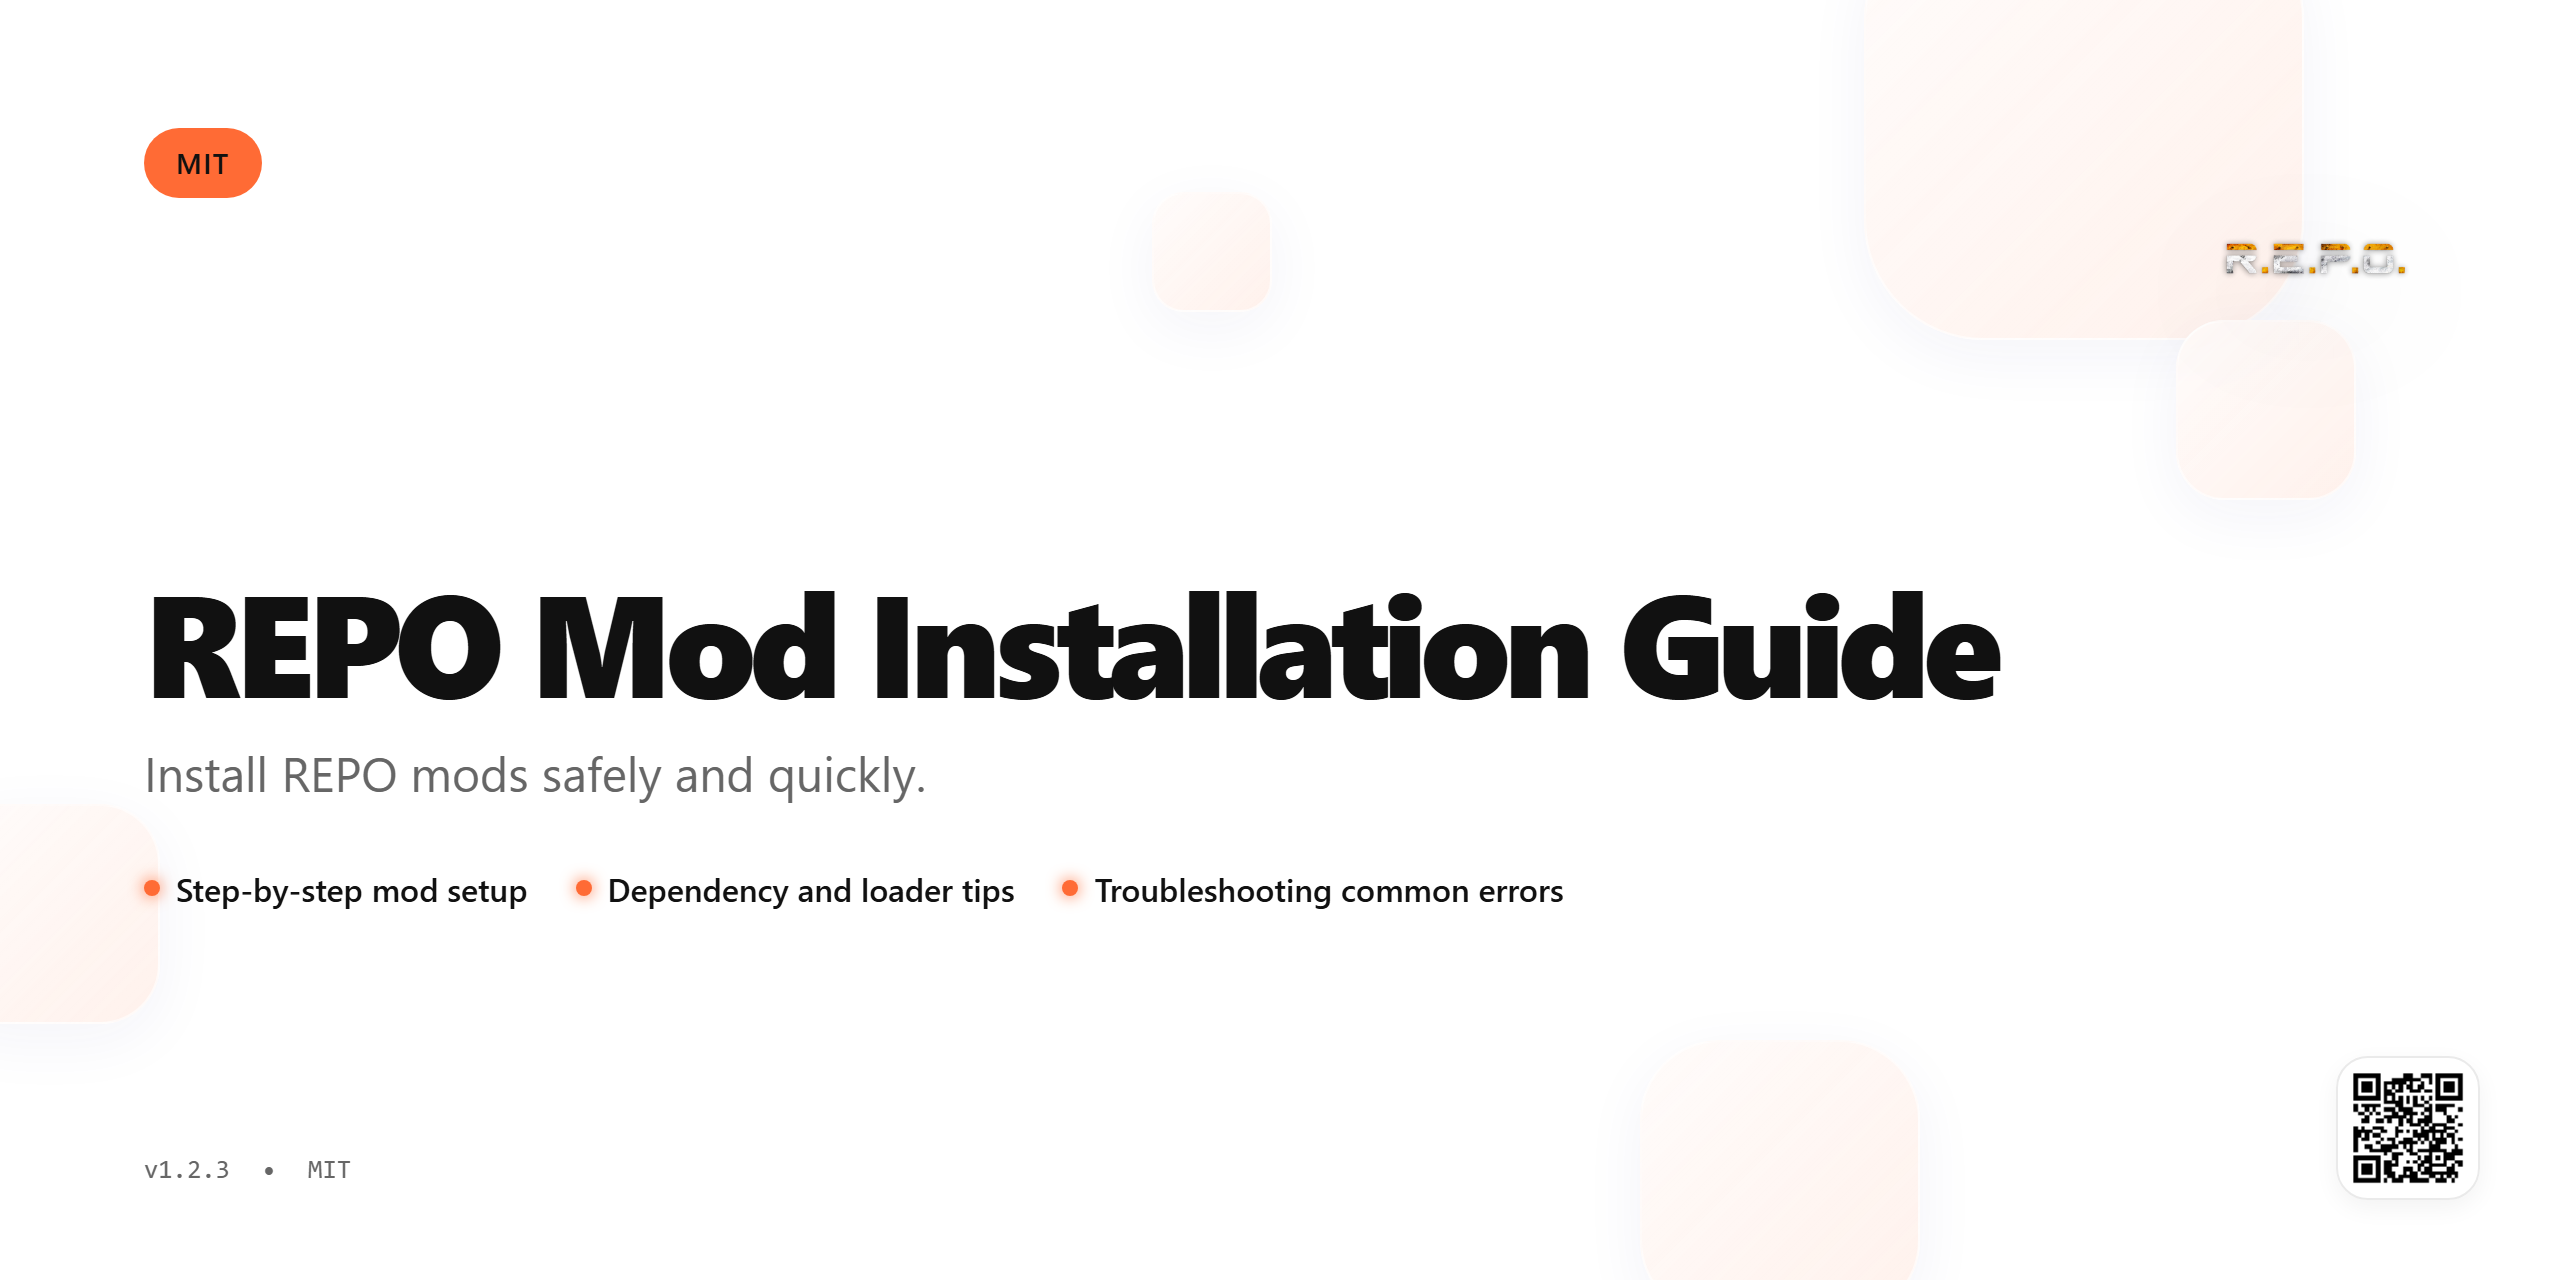 MIT
R.E.P.O.
REPO Mod Installation Guide
Install REPO mods safely and quickly.
Step-by-step mod setup
Dependency and loader tips
Troubleshooting common errors
v1.2.3 • MIT